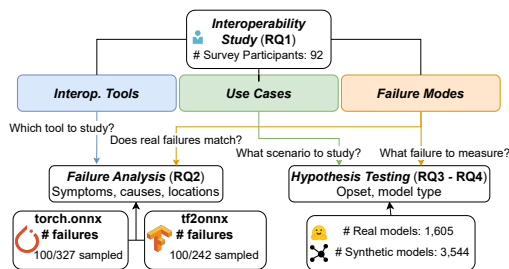 Interoperability
Study (RQ1)
# Survey Participants: 92
Interop. Tools
Use Cases
Failure Modes
Which tool to study?
Does real failures match?
What scenario to study?
What failure to measure?
Failure Analysis (RQ2)
Symptoms, causes, locations
Hypothesis Testing (RQ3 - RQ4)
Opset, model type
torch.onnx
# failures
100/327 sampled
tf2onnx
# failures
100/242 sampled
# Real models: 1,605
# Synthetic models: 3,544